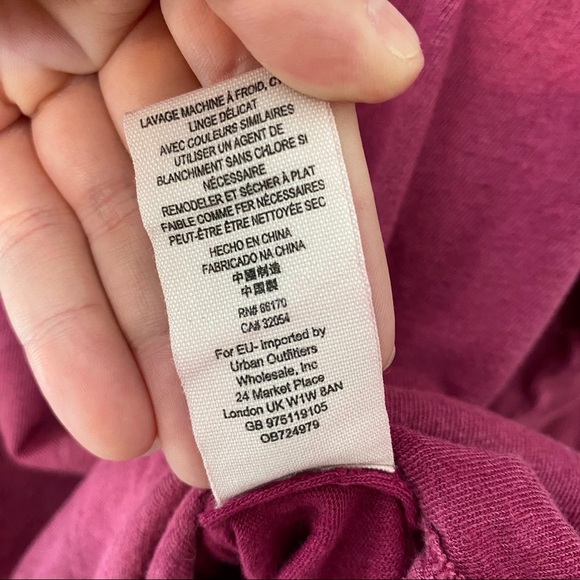 LAVAGE MACHINE À FROID,
LINGE DÉLICAT
AVEC COULEURS SIMILAIRES
UTILISER UN AGENT DE
BLANCHIMENT SANS CHLORE SI
NÉCESSAIRE
REMODELER ET SÉCHER À PLAT
FAIBLE COMME FER NÉCESSAIRES
PEUT-ÊTRE ÊTRE NETTOYÉE SEC
HECHO EN CHINA
FABRICADO NA CHINA
中國制造
中国製
RN# 66170
CA# 32054
For EU- Imported by
Urban Outfitters
Wholesale, Inc
24 Market Place
London UK W1W 8AN
GB 975119105
OB724979